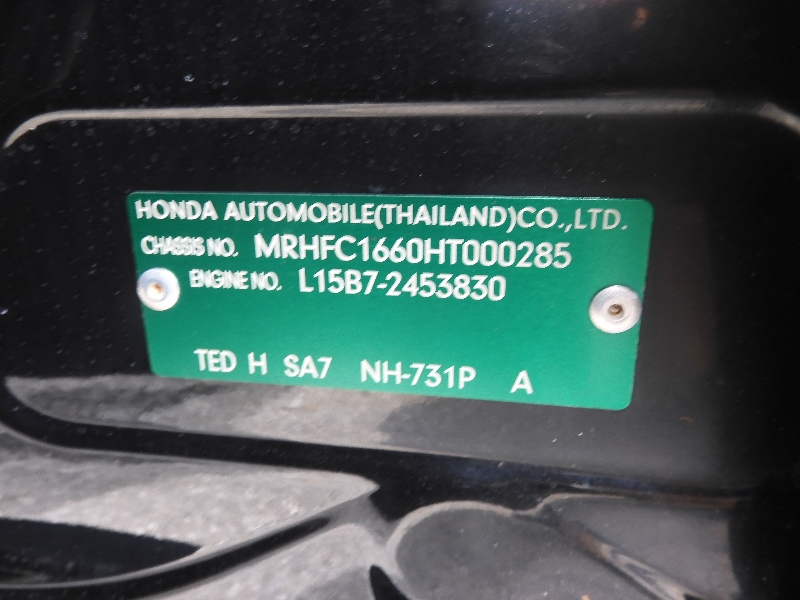 HONDA AUTOMOBILE(THAILAND)CO.,LTD.
CHASSIS NO. MRHFC1660HT000285
ENGINE NO. L15B7-2453830
TED H SA7 NH-731P A